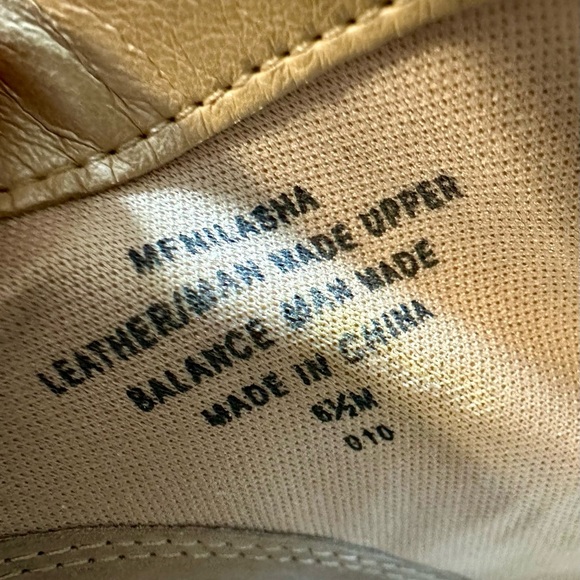 MFNILASHA
LEATHER/MAN MADE UPPER
BALANCE MAN MADE
MADE IN CHINA
6½M
010